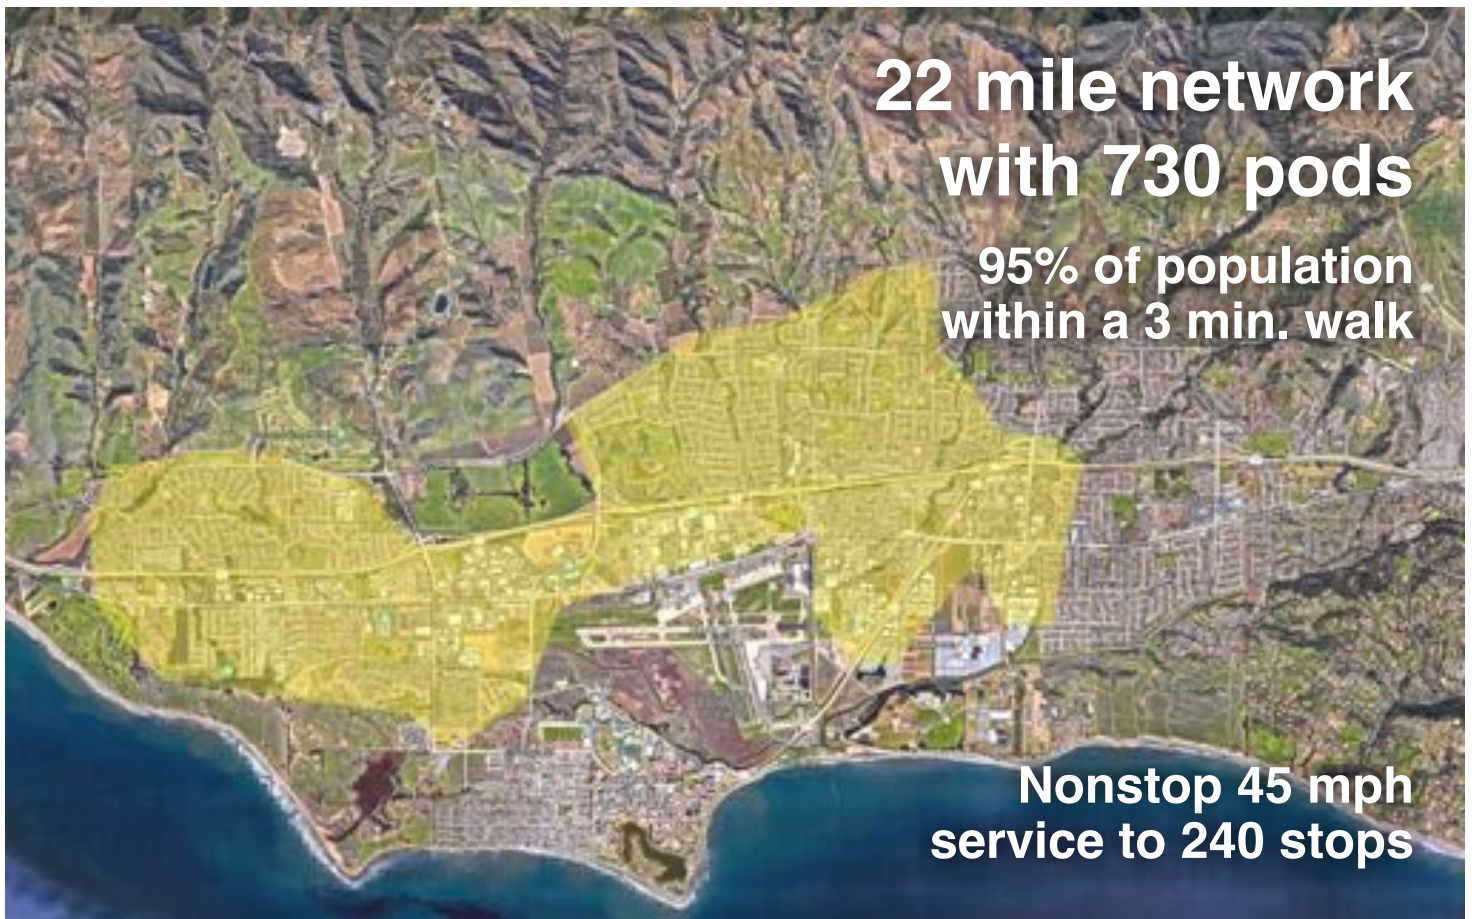 22 mile network
with 730 pods
95% of population
within a 3 min. walk
Nonstop 45 mph
service to 240 stops